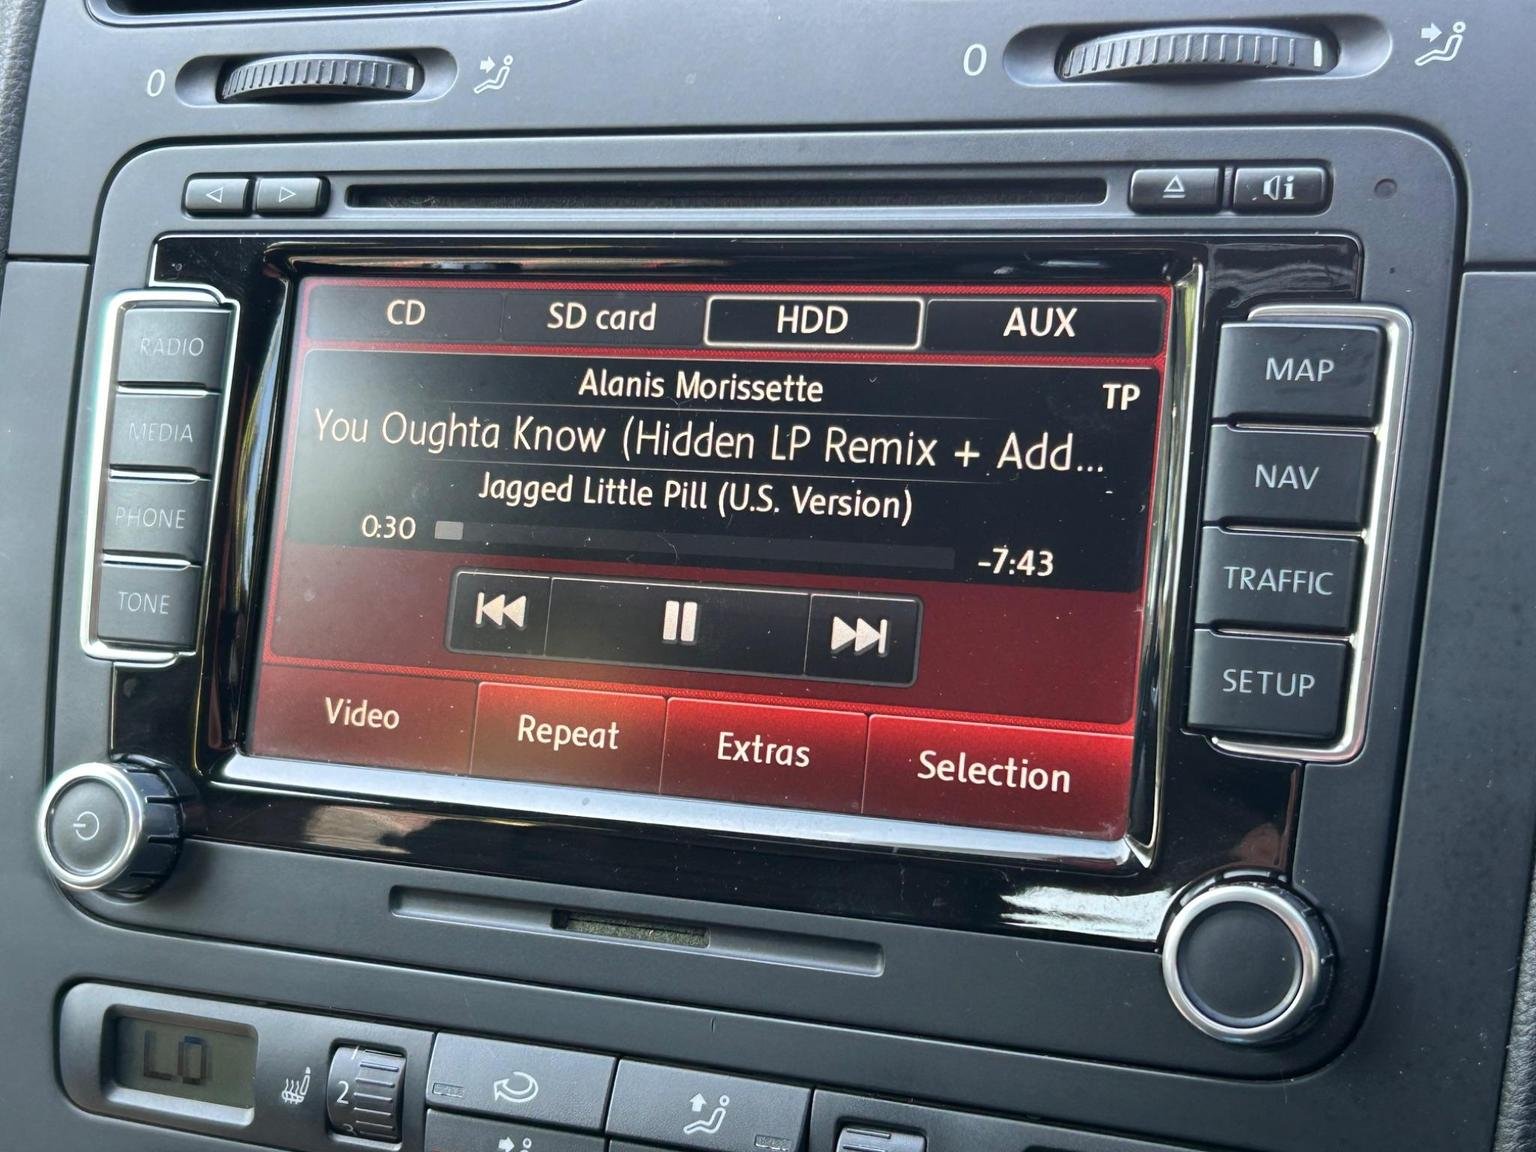 0
0
CD SD card HDD AUX
RADIO
MEDIA
PHONE
TONE
Alanis Morissette TP
You Oughta Know (Hidden LP Remix + Add...
Jagged Little Pill (U.S. Version)
0:30 -7:43
Video Repeat Extras Selection
MAP
NAV
TRAFFIC
SETUP
LO
2
3